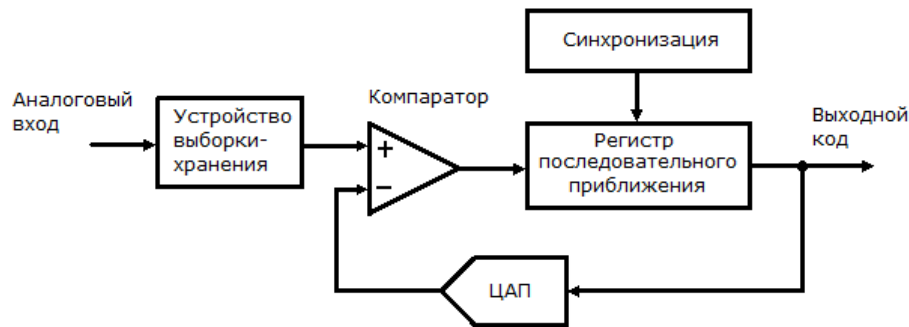 Синхронизация
Аналоговый
вход
Устройство
выборки-
хранения
Компаратор
+
−
Регистр
последовательного
приближения
Выходной
код
ЦАП